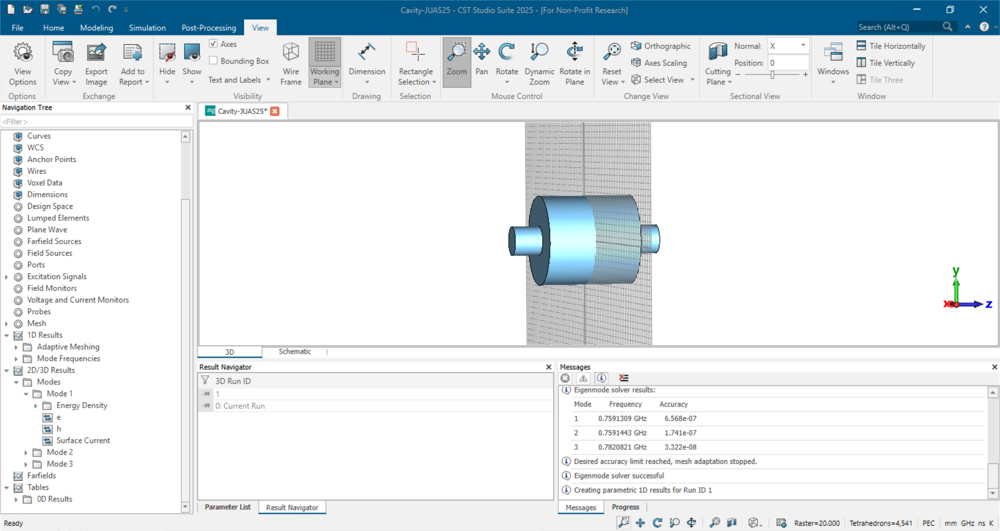 Cavity-JUAS25 - CST Studio Suite 2025 - [For Non-Profit Research]
File Home Modeling Simulation Post-Processing View Search (Alt+Q)
View Options
Copy View
Export Image
Add to Report
Hide
Show
Axes
Bounding Box
Text and Labels
Wire Frame
Working Plane
Dimension
Rectangle Selection
Zoom
Pan
Rotate
Dynamic Zoom
Rotate in Plane
Reset View
Orthographic
Axes Scaling
Select View
Cutting Plane
Normal: X
Position: 0
Windows
Tile Horizontally
Tile Vertically
Tile Three
Options Exchange Visibility Drawing Selection Mouse Control Change View Sectional View Window
Navigation Tree
<Filter>
Curves
WCS
Anchor Points
Wires
Voxel Data
Dimensions
Design Space
Lumped Elements
Plane Wave
Farfield Sources
Field Sources
Ports
Excitation Signals
Field Monitors
Voltage and Current Monitors
Probes
Mesh
1D Results
Adaptive Meshing
Mode Frequencies
2D/3D Results
Modes
Mode 1
Energy Density
e
h
Surface Current
Mode 2
Mode 3
Farfields
Tables
0D Results
Cavity-JUAS25*
y
x
z
3D Schematic
Result Navigator
3D Run ID
1
0: Current Run
Parameter List Result Navigator
Messages
Eigenmode solver results:
Mode Frequency Accuracy
1 0.7591309 GHz 6.568e-07
2 0.7591443 GHz 1.741e-07
3 0.7820821 GHz 3.322e-08
Desired accuracy limit reached, mesh adaptation stopped.
Eigenmode solver successful
Creating parametric 1D results for Run ID 1
Messages Progress
Ready
Raster=20.000 Tetrahedrons=4,541 PEC mm GHz ns K